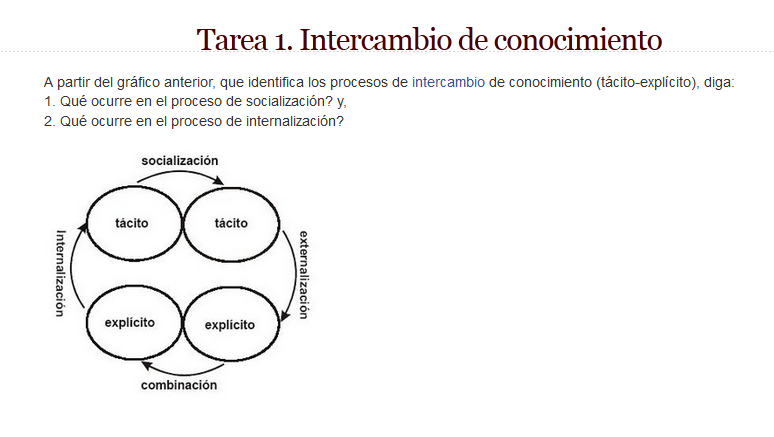 Tarea 1. Intercambio de conocimiento
A partir del gráfico anterior, que identifica los procesos de intercambio de conocimiento (tácito-explícito), diga:
1. Qué ocurre en el proceso de socialización? y,
2. Qué ocurre en el proceso de internalización?
socialización
tácito
tácito
Internalización
externalización
explícito
explícito
combinación